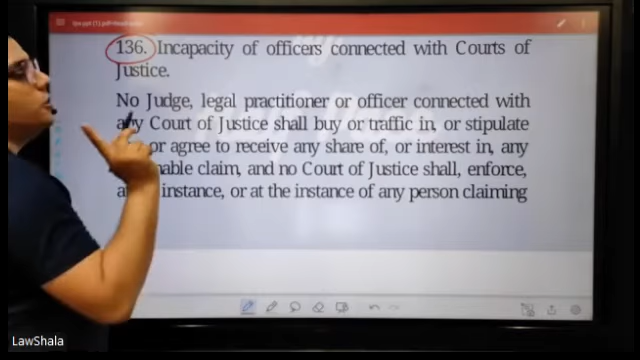 136. Incapacity of officers connected with Courts of
Justice.
No Judge, legal practitioner or officer connected with
any Court of Justice shall buy or traffic in, or stipulate
or agree to receive any share of, or interest in, any
claim, and no Court of Justice shall, enforce,
instance, or at the instance of any person claiming
LawShala